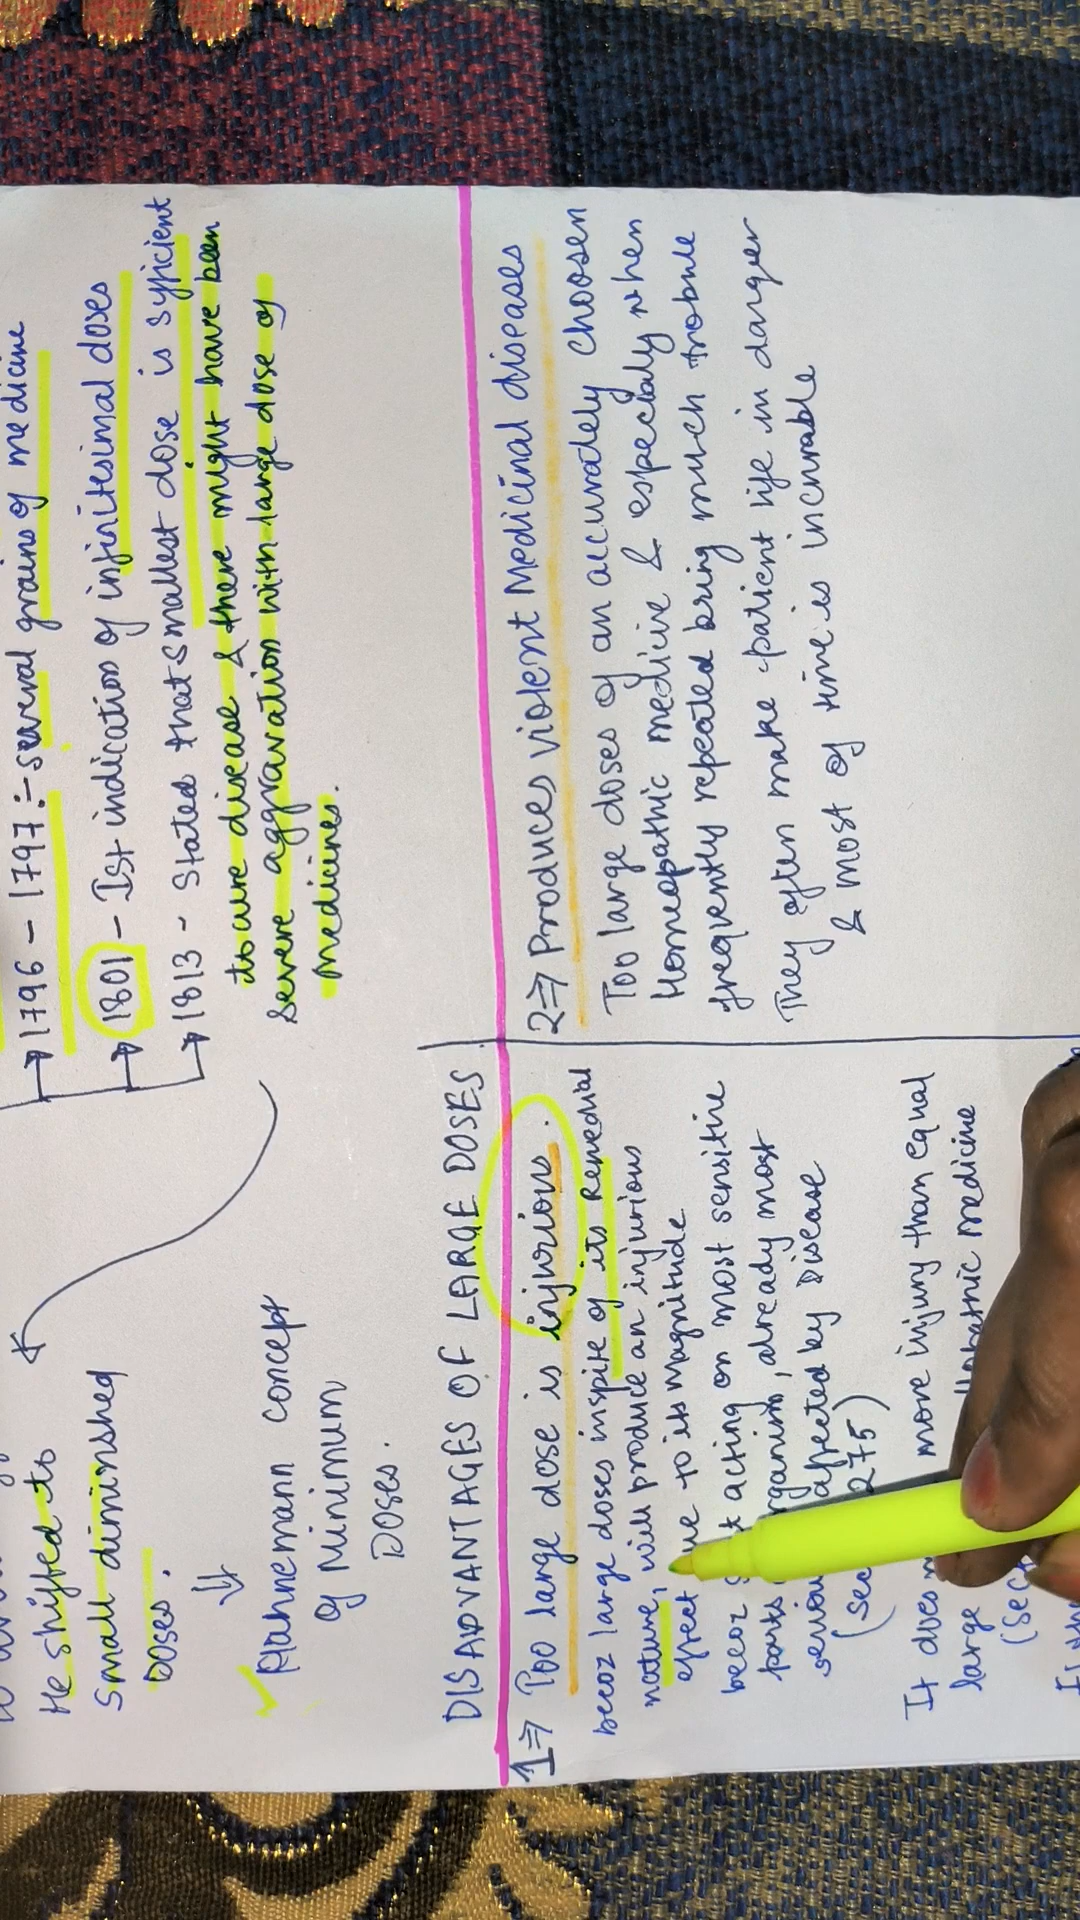 → 1796 - 1797 :- several grains of medicine
→ 1801 - Ist indication of infinitesimal doses
→ 1813 - Stated that smallest dose is sufficient
to cure disease & there might have been
severe aggravation with large dose of
medicines.
He shifted to
small diminished
Doses.
⇓
Hahnemann concept
of Minimum
Doses.
DISADVANTAGES OF LARGE DOSES
1⇒ Too large dose is injurious.
becoz large doses inspite of its Remedial
nature, will produce an injurious
effect to its magnitude
becoz acting on most sensitive
parts, already most
affected by Disease
(Sec 275)
It does more injury than equal
large medicine
(Sect
2⇒ Produces violent Medicinal diseases
Too large doses of an accurately choosen
Homeopathic medicine & especially when
frequently repeated bring much trobule
They often make patient life in danger
& most of time is incurable